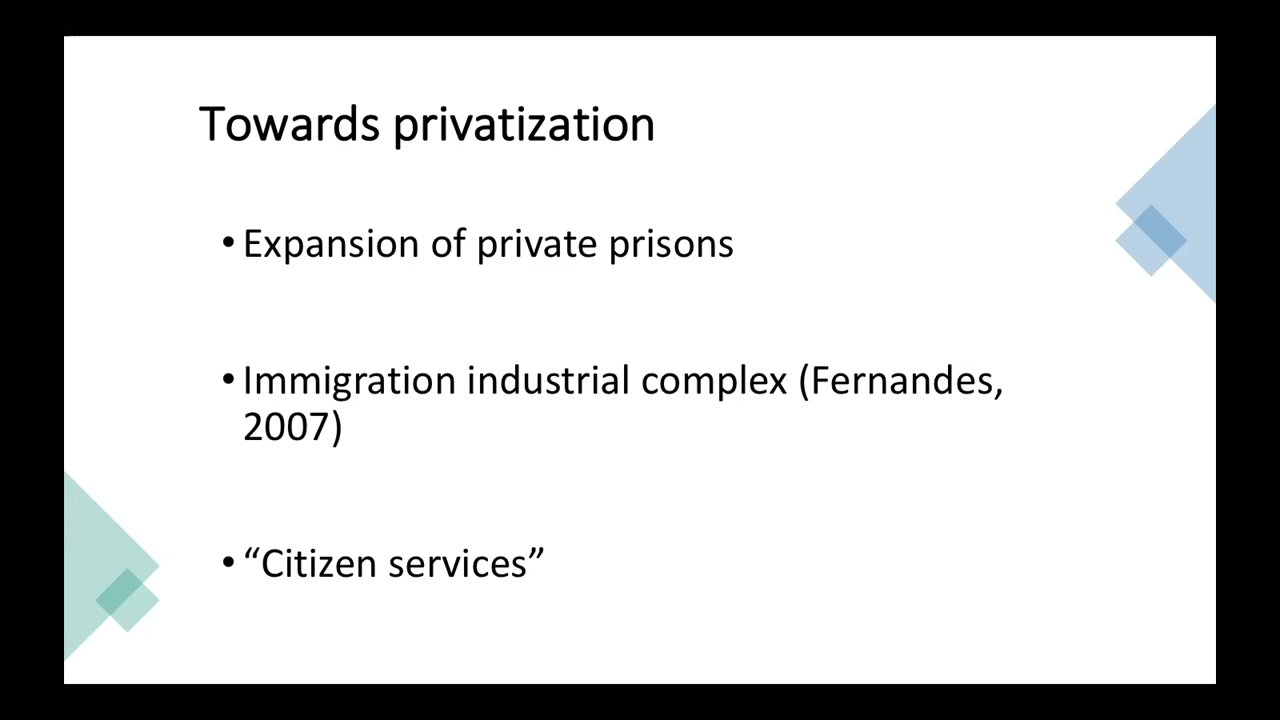 Towards privatization
• Expansion of private prisons
• Immigration industrial complex (Fernandes,
2007)
• “Citizen services”